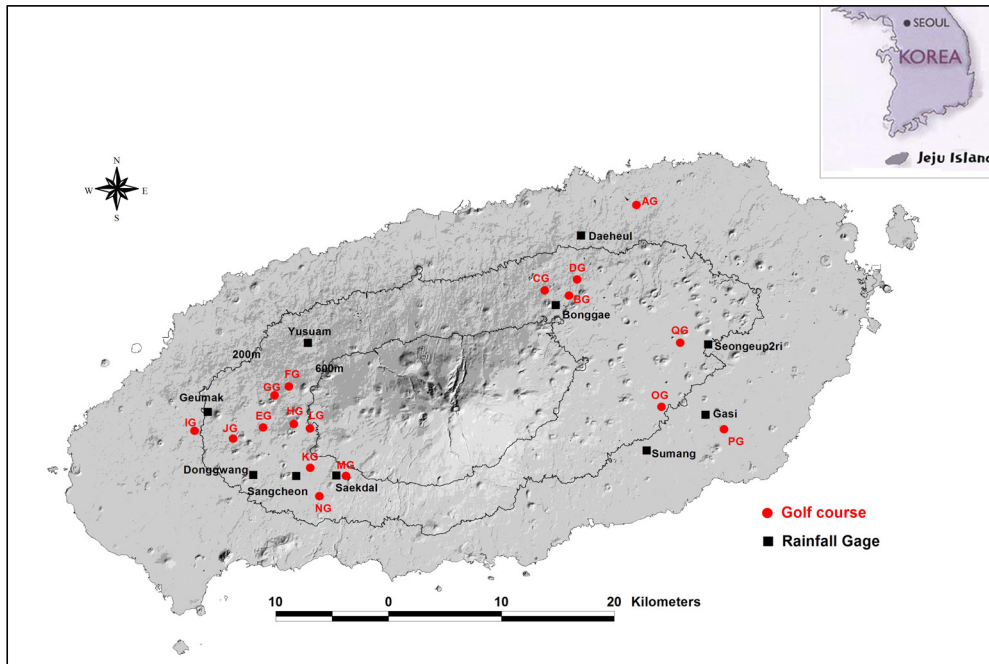 SEOUL
KOREA
Jeju Island
N
W E
S
AG
Daeheul
DG
CG
BG
Bonggae
Yusuam
QG
Seongeup2ri
200m
600m
FG
GG
Geumak
HG
LG
EG
IG
JG
OG
Gasi
PG
KG
MG
Sumang
Donggwang
Sangcheon
Saekdal
NG
Golf course
Rainfall Gage
10 0 10 20 Kilometers